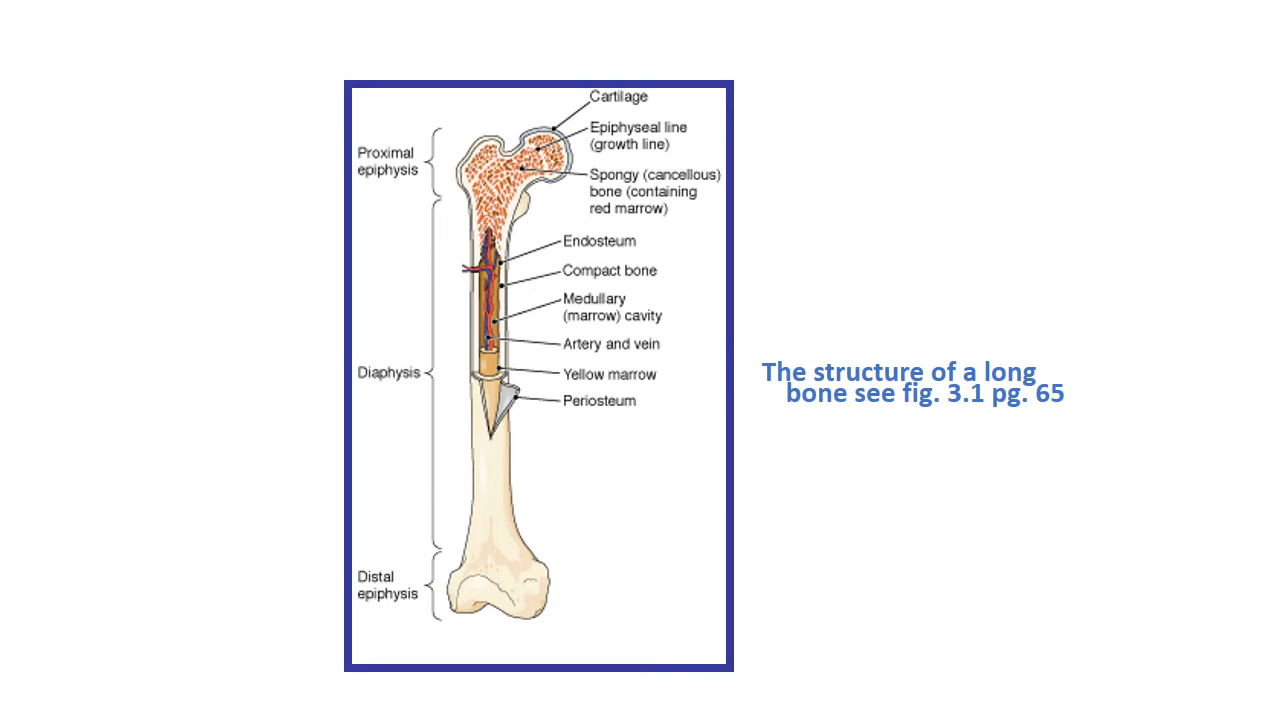 Cartilage
Epiphyseal line
(growth line)
Proximal
epiphysis
Spongy (cancellous)
bone (containing
red marrow)
Endosteum
Compact bone
Medullary
(marrow) cavity
Artery and vein
Diaphysis
Yellow marrow
Periosteum
Distal
epiphysis
The structure of a long
bone see fig. 3.1 pg. 65